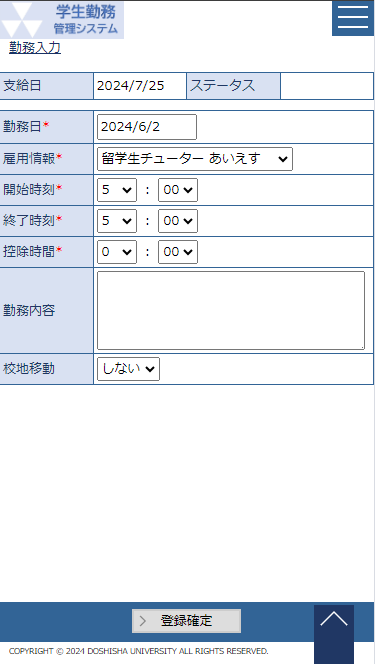 学生勤務
管理システム
勤務入力
支給日 2024/7/25 ステータス
勤務日* 2024/6/2
雇用情報* 留学生チューター あいえす
開始時刻* 5 : 00
終了時刻* 5 : 00
控除時間* 0 : 00
勤務内容
校地移動 しない
登録確定
COPYRIGHT © 2024 DOSHISHA UNIVERSITY ALL RIGHTS RESERVED.